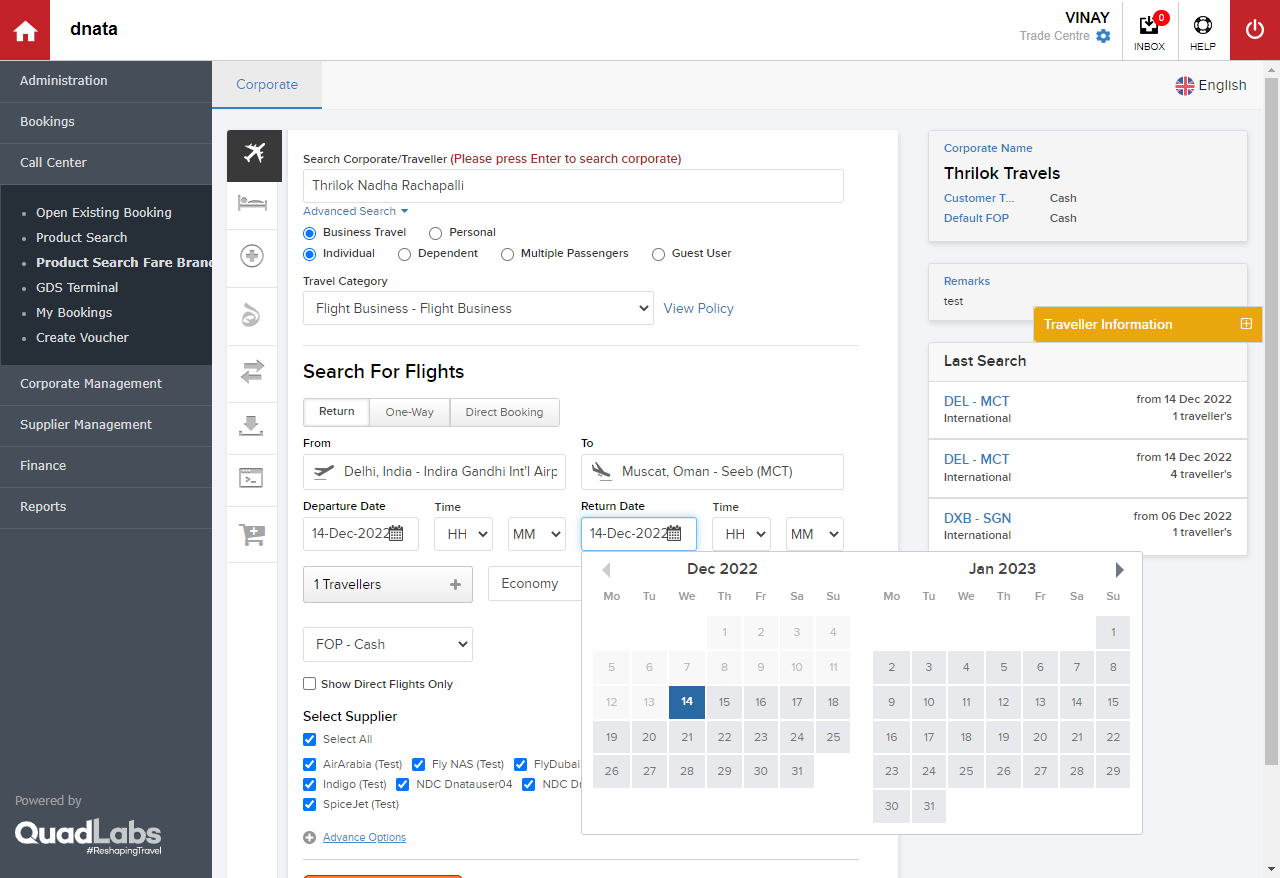 dnata
VINAY
Trade Centre
0
INBOX
HELP
Administration
Bookings
Call Center
Open Existing Booking
Product Search
Product Search Fare Bran
GDS Terminal
My Bookings
Create Voucher
Corporate Management
Supplier Management
Finance
Reports
Powered by
QuadLabs
#ReshapingTravel
Corporate
English
Search Corporate/Traveller (Please press Enter to search corporate)
Thrilok Nadha Rachapalli
Advanced Search
Business Travel Personal
Individual Dependent Multiple Passengers Guest User
Travel Category
Flight Business - Flight Business View Policy
Search For Flights
Return One-Way Direct Booking
From To
Delhi, India - Indira Gandhi Int'l Airp Muscat, Oman - Seeb (MCT)
Departure Date Time Return Date Time
14-Dec-2022 HH MM 14-Dec-2022 HH MM
1 Travellers Economy
FOP - Cash
Show Direct Flights Only
Select Supplier
Select All
AirArabia (Test) Fly NAS (Test) FlyDubai
Indigo (Test) NDC Dnatauser04 NDC Dn
SpiceJet (Test)
Advance Options
Dec 2022
Mo Tu We Th Fr Sa Su
1 2 3 4
5 6 7 8 9 10 11
12 13 14 15 16 17 18
19 20 21 22 23 24 25
26 27 28 29 30 31
Jan 2023
Mo Tu We Th Fr Sa Su
1
2 3 4 5 6 7 8
9 10 11 12 13 14 15
16 17 18 19 20 21 22
23 24 25 26 27 28 29
30 31
Corporate Name
Thrilok Travels
Customer T... Cash
Default FOP Cash
Remarks
test
Traveller Information
Last Search
DEL - MCT from 14 Dec 2022
International 1 traveller's
DEL - MCT from 14 Dec 2022
International 4 traveller's
DXB - SGN from 06 Dec 2022
International 1 traveller's